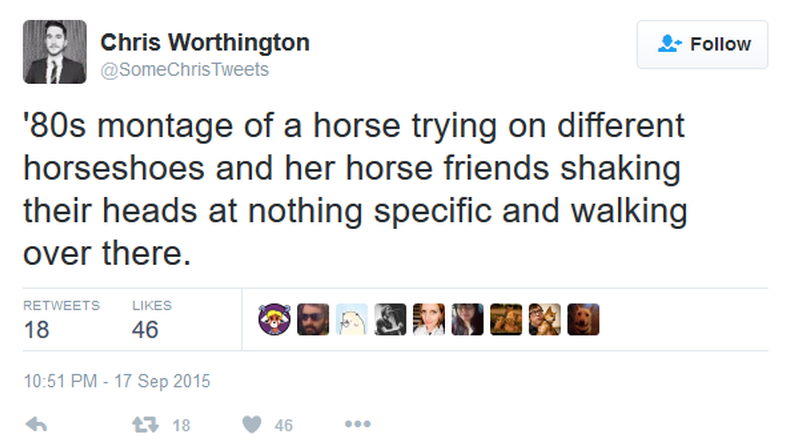 Chris Worthington
@SomeChrisTweets
Follow
'80s montage of a horse trying on different
horseshoes and her horse friends shaking
their heads at nothing specific and walking
over there.
RETWEETS LIKES
18 46
10:51 PM - 17 Sep 2015
18 46